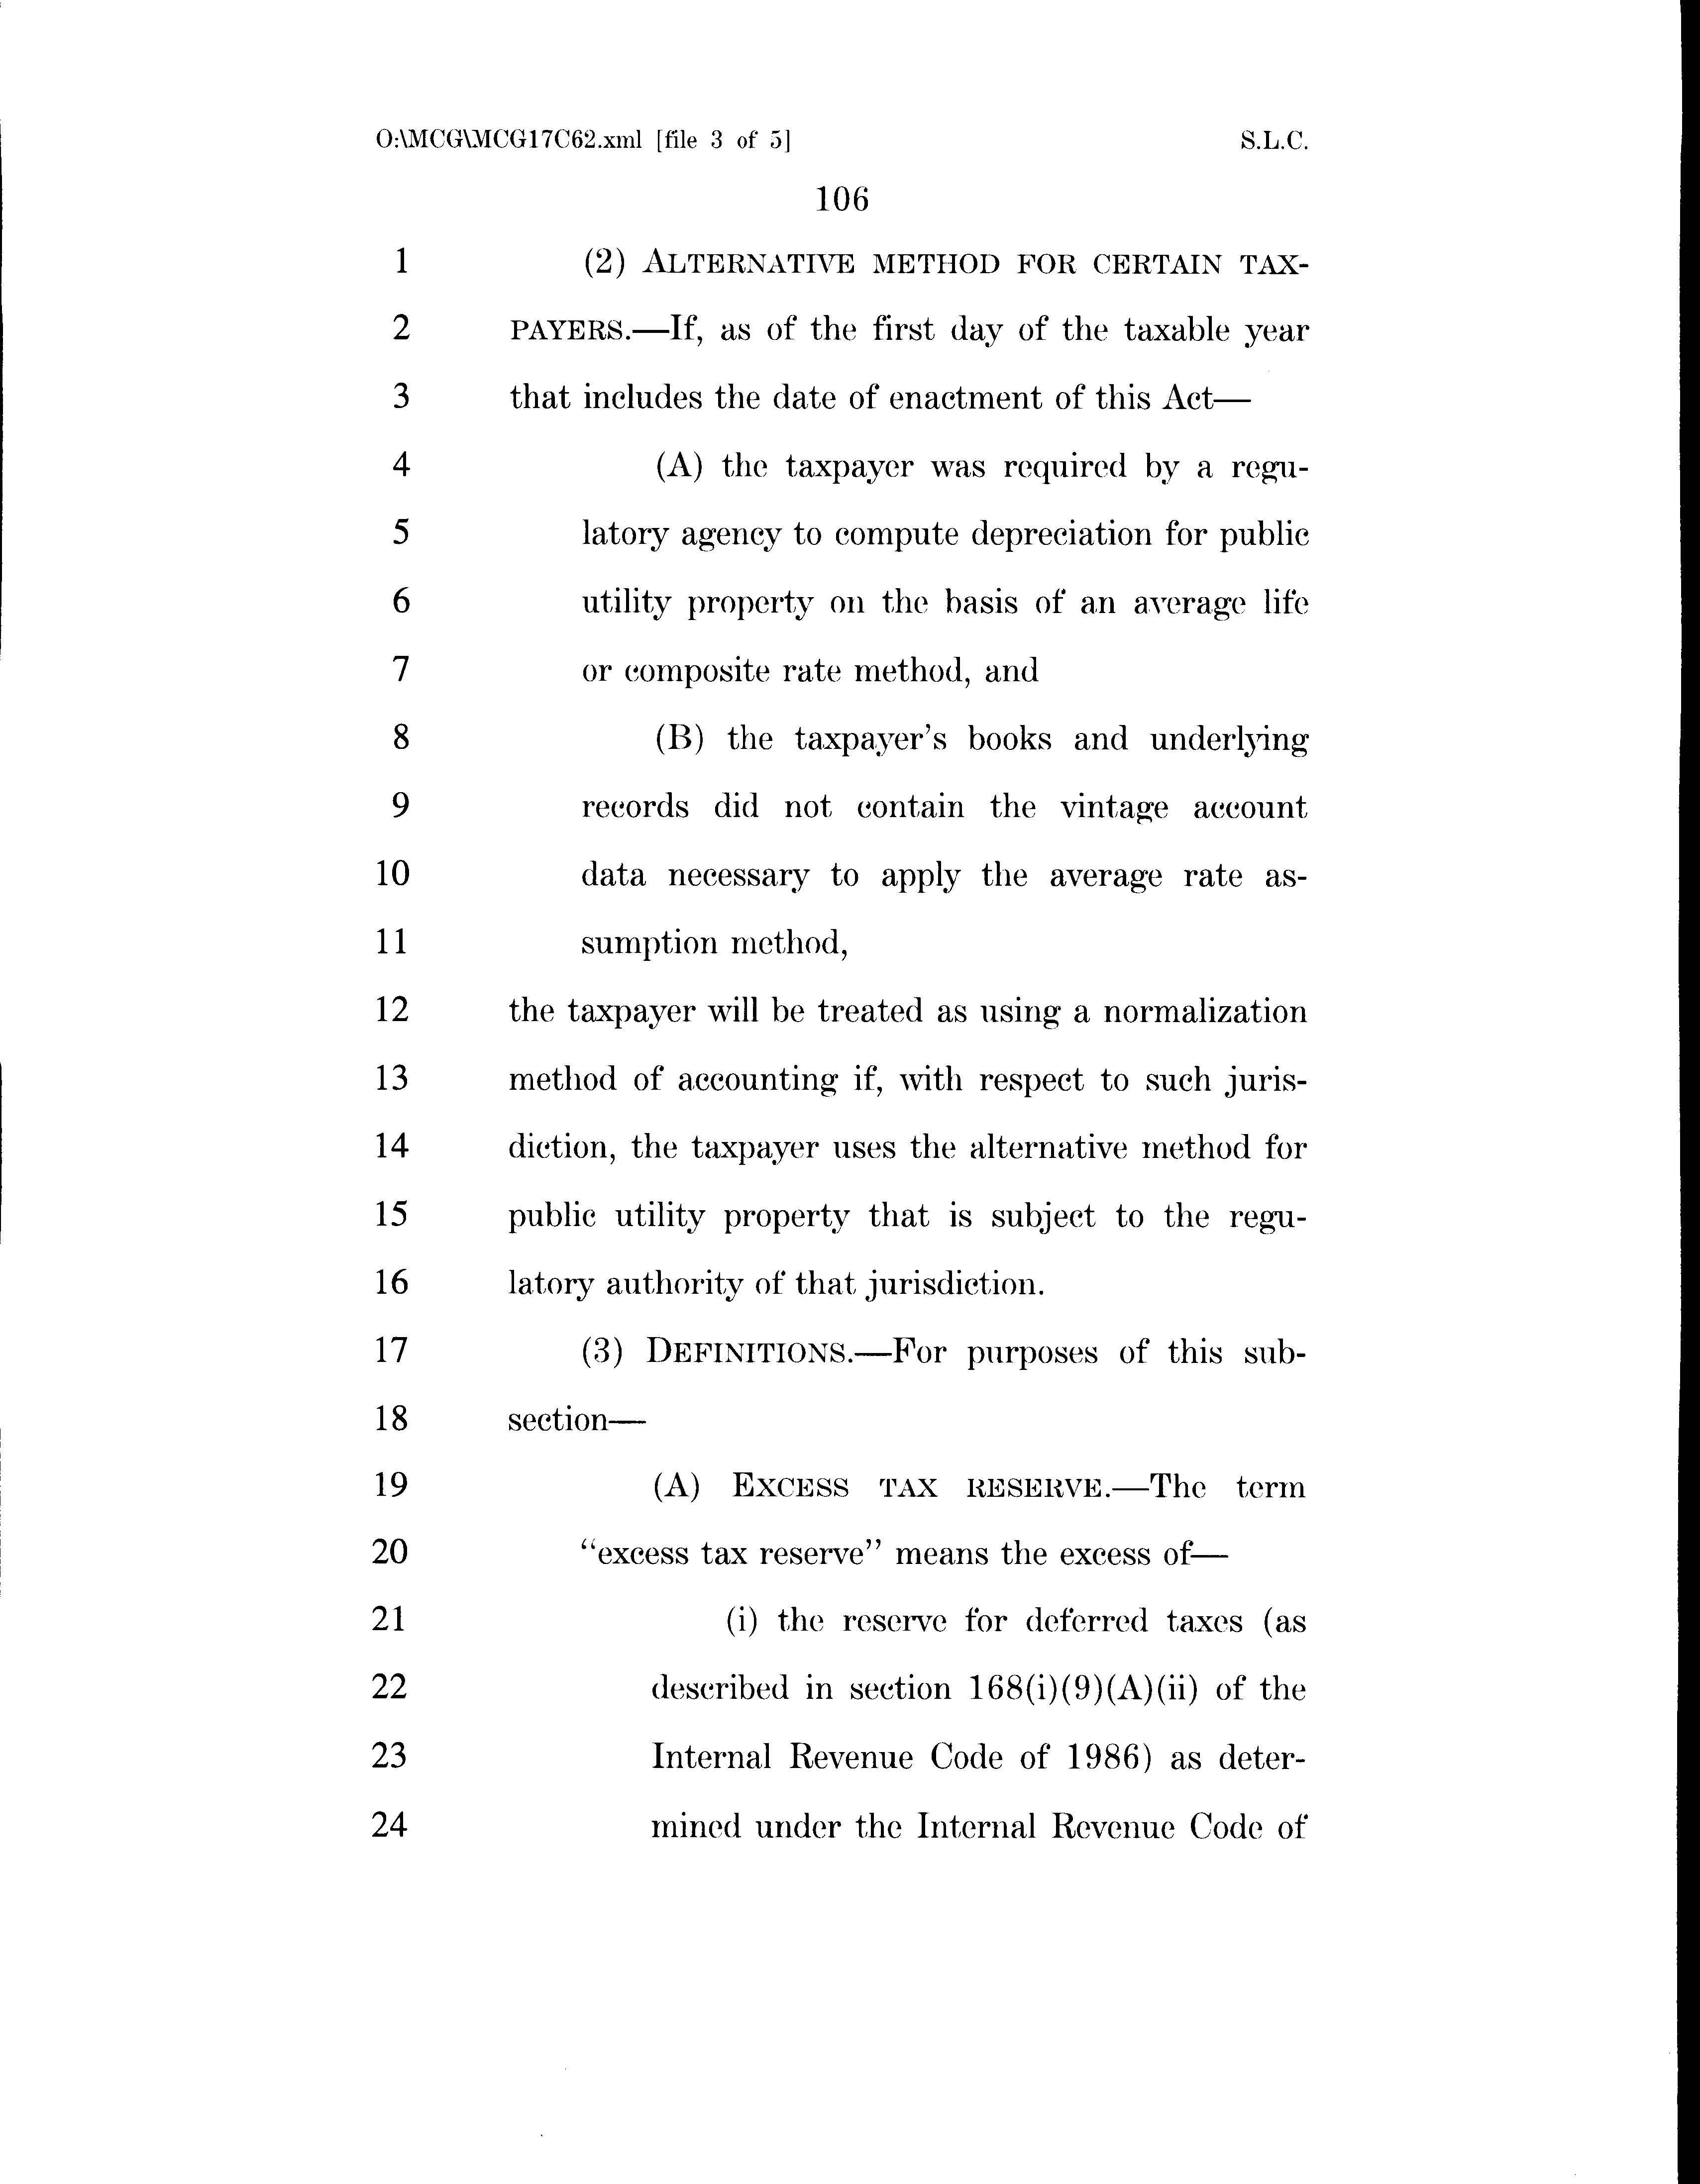 O:\MCG\MCG17C62.xml [file 3 of 5] S.L.C.
106
1 (2) ALTERNATIVE METHOD FOR CERTAIN TAX-
2 PAYERS.—If, as of the first day of the taxable year
3 that includes the date of enactment of this Act—
4 (A) the taxpayer was required by a regu-
5 latory agency to compute depreciation for public
6 utility property on the basis of an average life
7 or composite rate method, and
8 (B) the taxpayer's books and underlying
9 records did not contain the vintage account
10 data necessary to apply the average rate as-
11 sumption method,
12 the taxpayer will be treated as using a normalization
13 method of accounting if, with respect to such juris-
14 diction, the taxpayer uses the alternative method for
15 public utility property that is subject to the regu-
16 latory authority of that jurisdiction.
17 (3) DEFINITIONS.—For purposes of this sub-
18 section—
19 (A) EXCESS TAX RESERVE.—The term
20 “excess tax reserve” means the excess of—
21 (i) the reserve for deferred taxes (as
22 described in section 168(i)(9)(A)(ii) of the
23 Internal Revenue Code of 1986) as deter-
24 mined under the Internal Revenue Code of